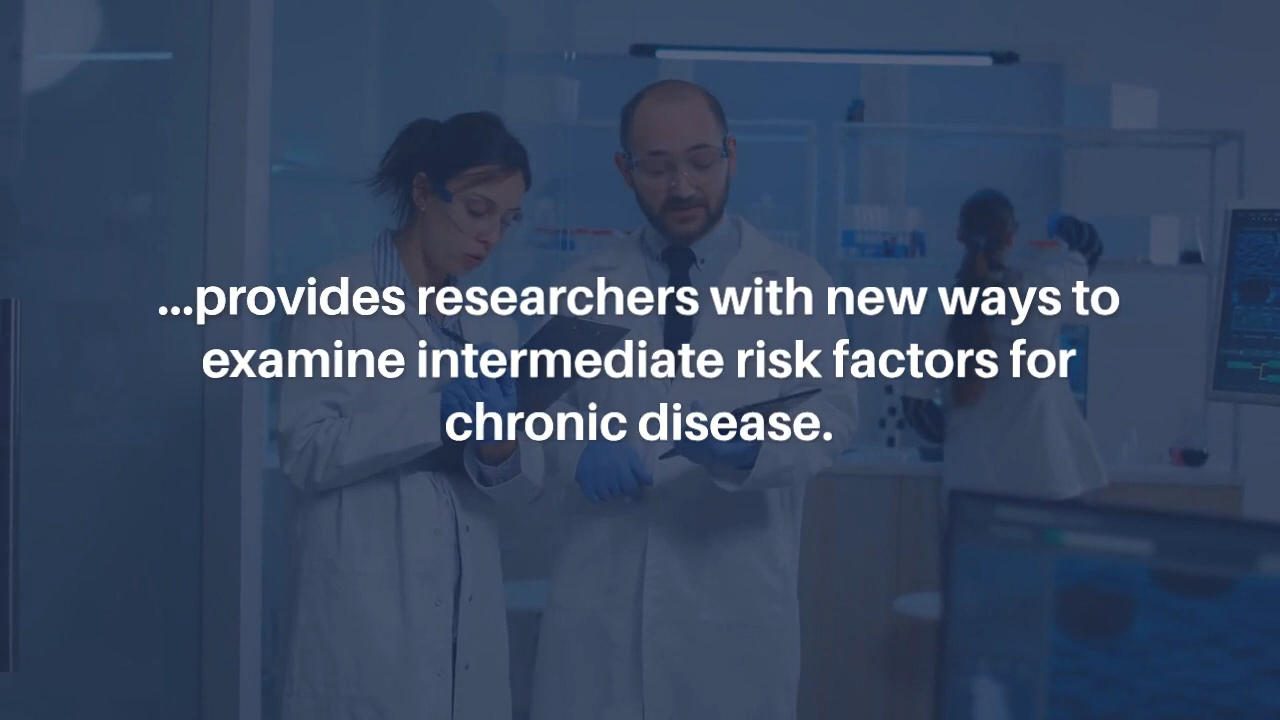 ...provides researchers with new ways to
examine intermediate risk factors for
chronic disease.